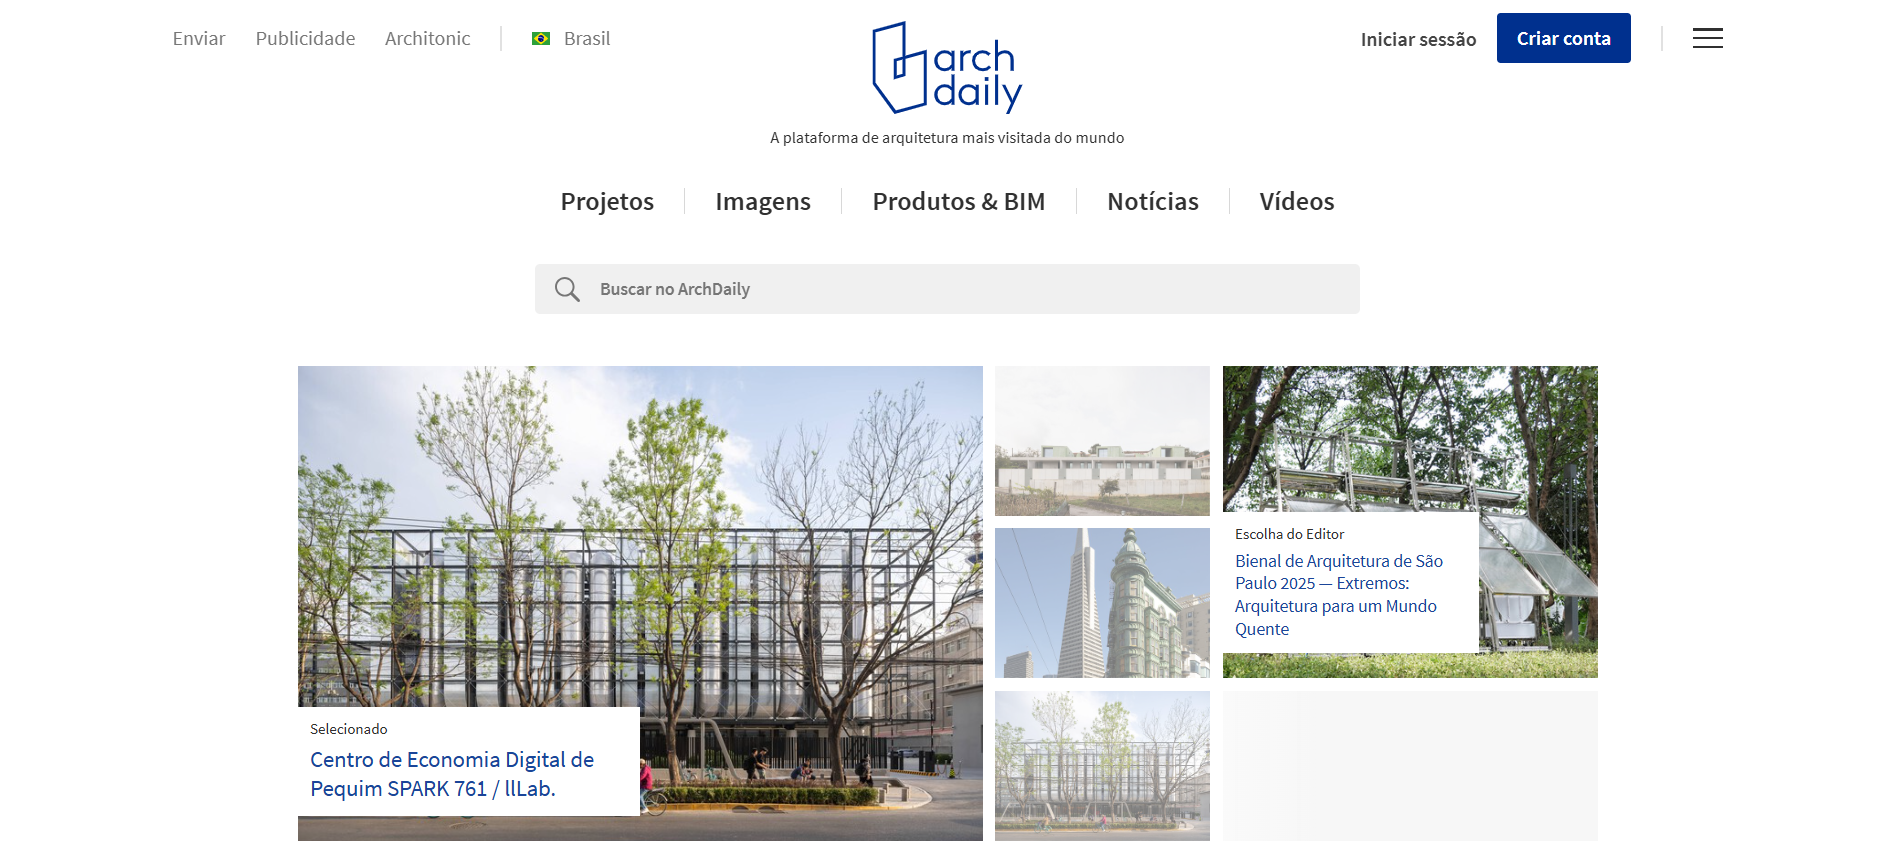 Enviar
Publicidade
Architonic
Brasil
arch
daily
Iniciar sessão
Criar conta
A plataforma de arquitetura mais visitada do mundo
Projetos
Imagens
Produtos & BIM
Notícias
Vídeos
Buscar no ArchDaily
Selecionado
Centro de Economia Digital de
Pequim SPARK 761 / llLab.
Escolha do Editor
Bienal de Arquitetura de São
Paulo 2025 — Extremos:
Arquitetura para um Mundo
Quente